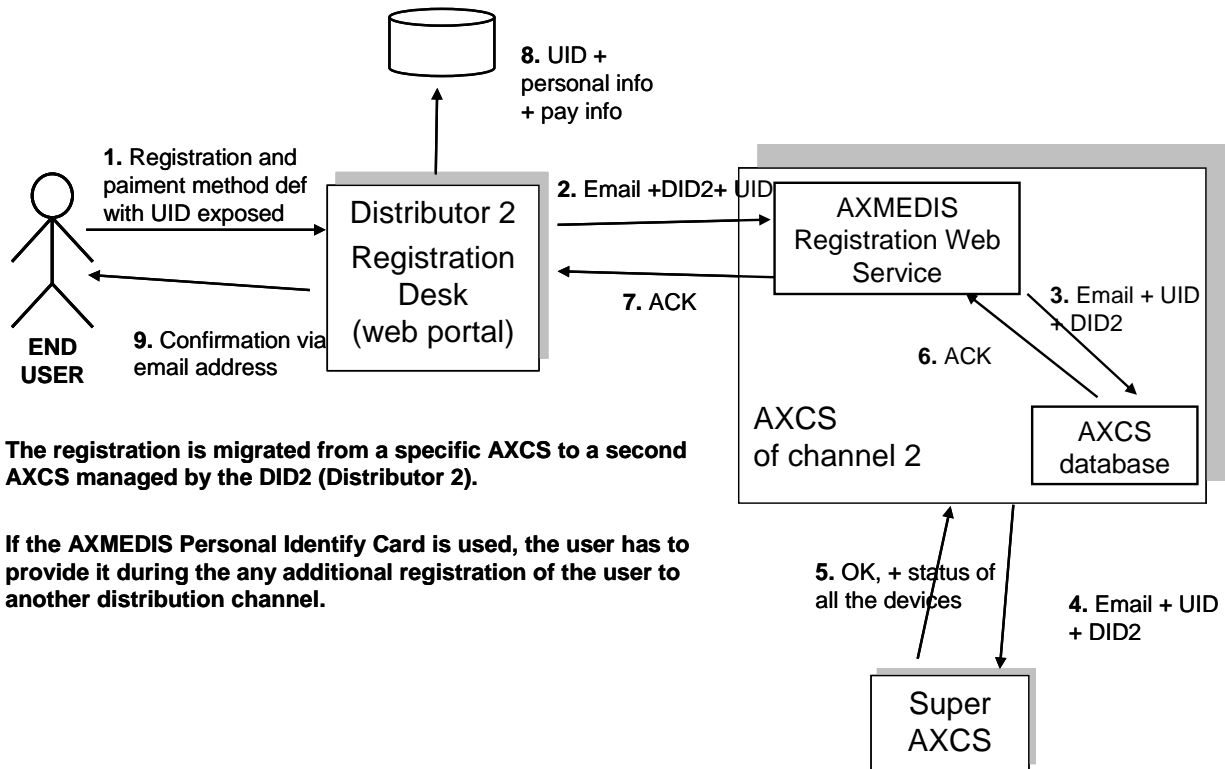 8. UID +
personal info
+ pay info
1. Registration and
paiment method def
with UID exposed
Distributor 2
Registration
Desk
(web portal)
2. Email +DID2+ UID
AXMEDIS
Registration Web
Service
7. ACK
3. Email + UID
+ DID2
END
USER
9. Confirmation via
email address
6. ACK
AXCS
of channel 2
AXCS
database
The registration is migrated from a specific AXCS to a second
AXCS managed by the DID2 (Distributor 2).
If the AXMEDIS Personal Identify Card is used, the user has to
provide it during the any additional registration of the user to
another distribution channel.
5. OK, + status of
all the devices
4. Email + UID
+ DID2
Super
AXCS